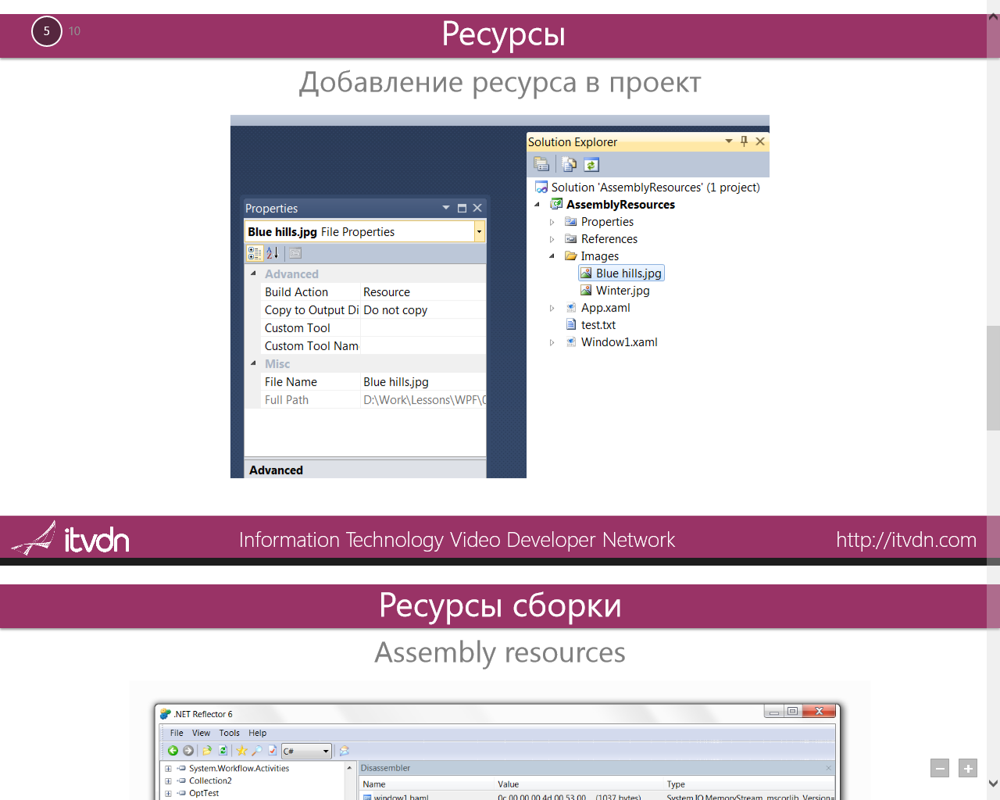 5 10
Ресурсы
Добавление ресурса в проект
Solution Explorer
Solution 'AssemblyResources' (1 project)
AssemblyResources
Properties
References
Images
Blue hills.jpg
Winter.jpg
App.xaml
test.txt
Window1.xaml
Properties
Blue hills.jpg File Properties
Advanced
Build Action Resource
Copy to Output Di Do not copy
Custom Tool
Custom Tool Nam
Misc
File Name Blue hills.jpg
Full Path D:\Work\Lessons\WPF\0
Advanced
itvdn Information Technology Video Developer Network http://itvdn.com
Ресурсы сборки
Assembly resources
.NET Reflector 6
File View Tools Help
C#
System.Workflow.Activities
Collection2
OptTest
Disassembler
Name Value Type
window1.baml 0c 00 00 00 4d 00 53 00 (1037 bytes) System.IO.MemoryStream, mscorlib, Version=